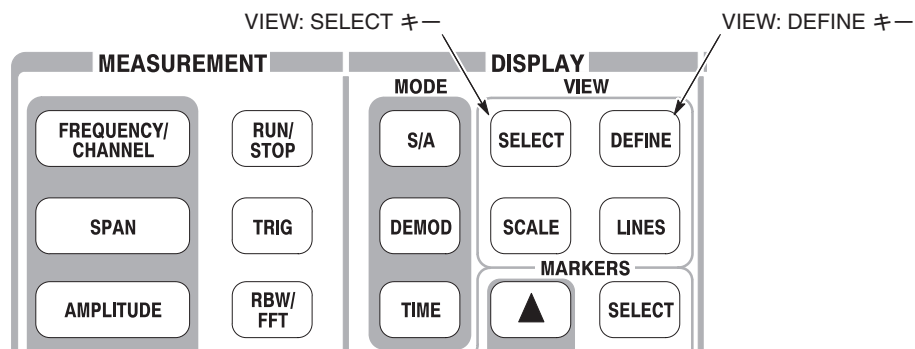 VIEW: SELECT キー
VIEW: DEFINE キー
MEASUREMENT
DISPLAY
MODE
VIEW
FREQUENCY/
CHANNEL
RUN/
STOP
S/A
SELECT
DEFINE
SPAN
TRIG
DEMOD
SCALE
LINES
MARKERS
AMPLITUDE
RBW/
FFT
TIME
SELECT